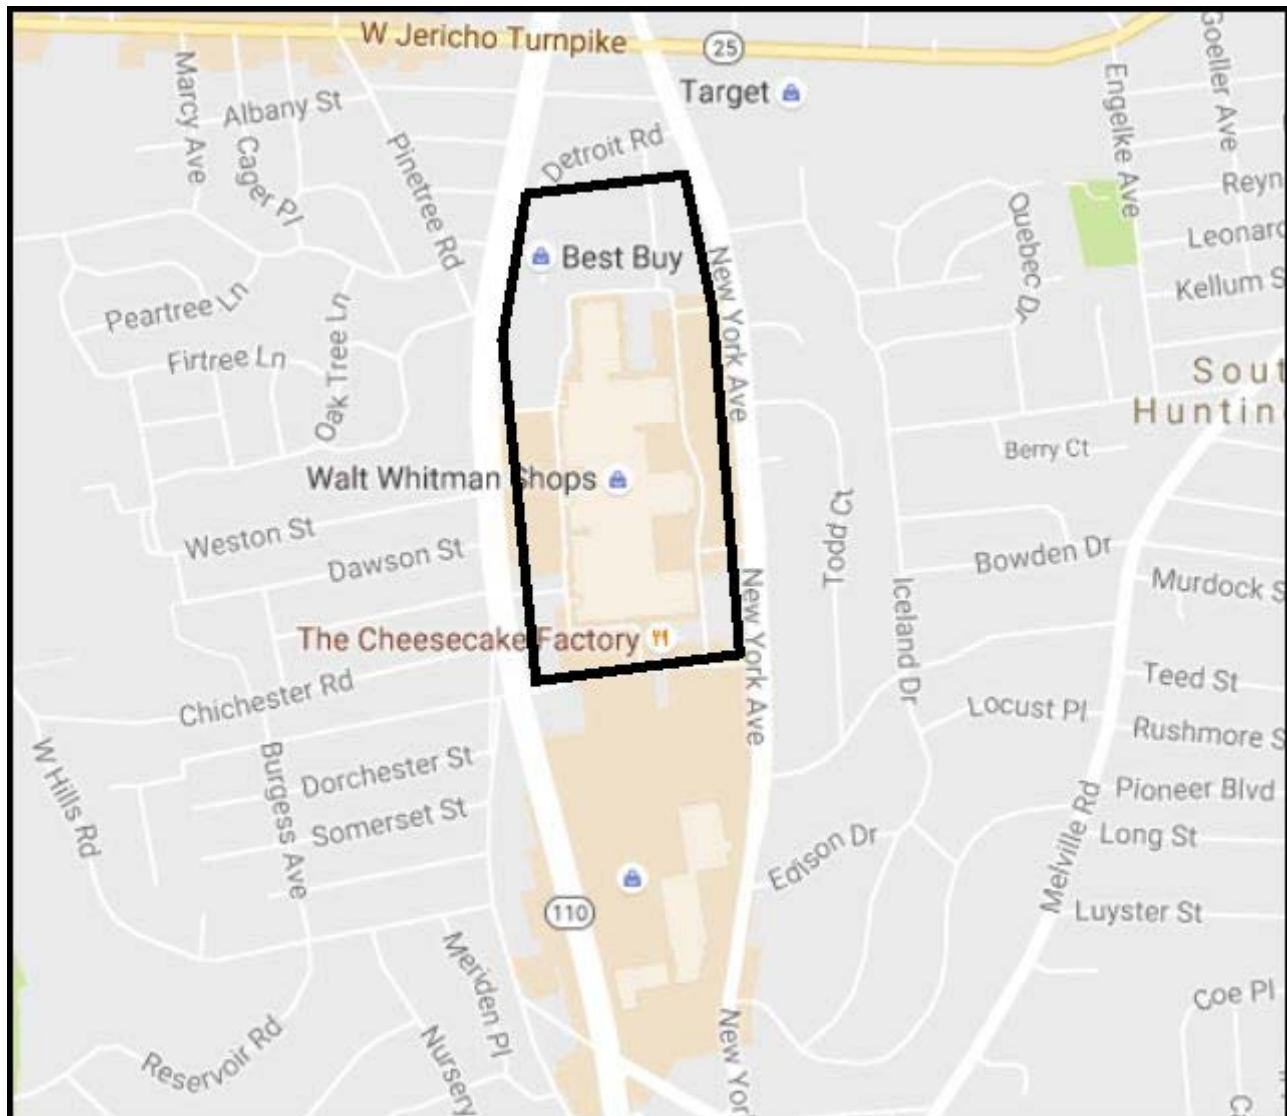 W Jericho Turnpike
25
Target
Marcy Ave
Albany St
Cager Pl
Pinetree Rd
Detroit Rd
Engelke Ave
Goeller Ave
Reyn
Quebec Dr
Leonard
Kellum S
Best Buy
New York Ave
Peartree Ln
Firtree Ln
Oak Tree Ln
Sout
Huntin
Berry Ct
Walt Whitman Shops
Weston St
Dawson St
Todd Ct
Bowden Dr
Murdock S
Iceland Dr
New York Ave
The Cheesecake Factory
Chichester Rd
Teed St
Locust Pl
Rushmore S
W Hills Rd
Burgess Ave
Dorchester St
Somerset St
Pioneer Blvd
Long St
Melville Rd
Edison Dr
110
Luyster St
Meriden Pl
Coe Pl
Reservoir Rd
Nursery
New Yor